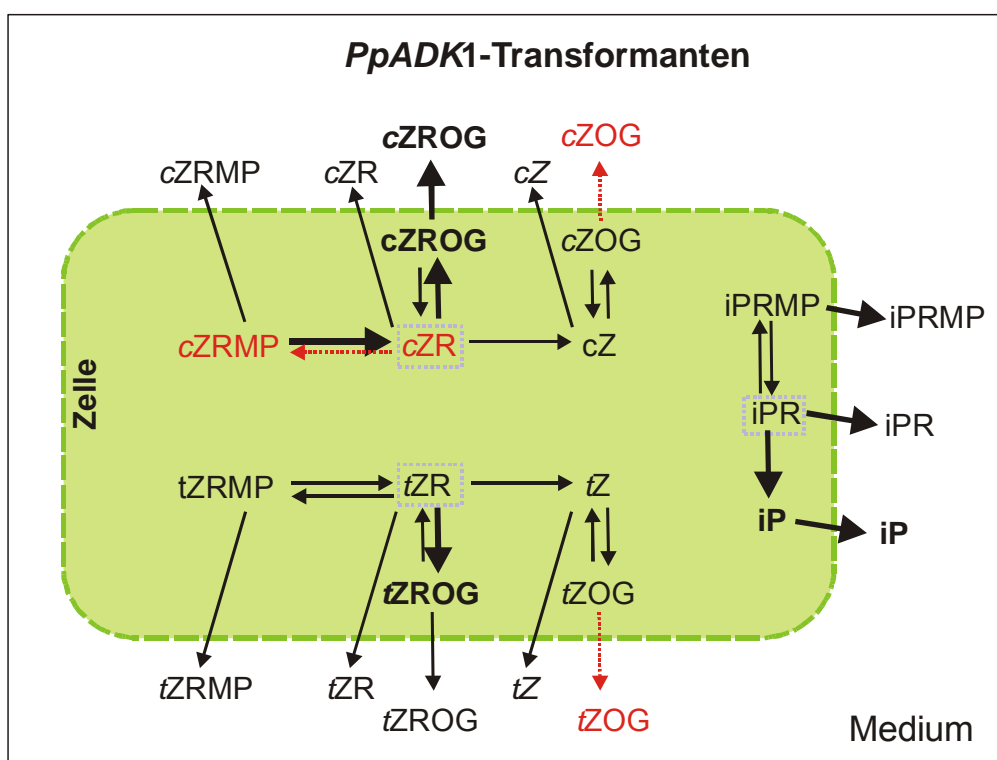 PpADK1-Transformanten
cZROG
cZOG
cZRMP
cZR
cZ
cZROG
cZOG
iPRMP
iPRMP
cZRMP
cZR
cZ
Zelle
iPR
iPR
tZRMP
tZR
tZ
iP
iP
tZROG
tZOG
tZRMP
tZR
tZROG
tZ
tZOG
Medium